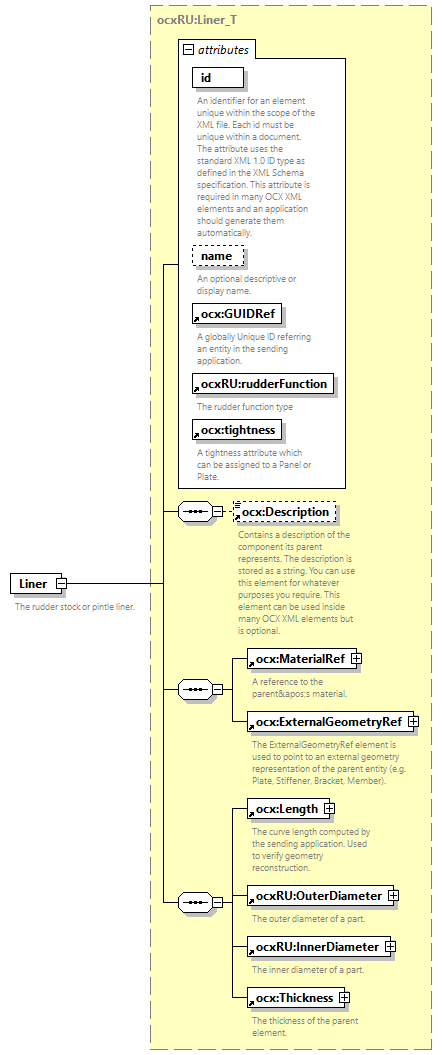 ocxRU:Liner_T
attributes
id
An identifier for an element
unique within the scope of the
XML file. Each id must be
unique within a document.
The attribute uses the
standard XML 1.0 ID type as
defined in the XML Schema
specification. This attribute is
required in many OCX XML
elements and an application
should generate them
automatically.
name
An optional descriptive or
display name.
ocx:GUIDRef
A globally Unique ID referring
an entity in the sending
application.
ocxRU:rudderFunction
The rudder function type
ocx:tightness
A tightness attribute which
can be assigned to a Panel or
Plate.
ocx:Description
Contains a description of the
component its parent
represents. The description is
stored as a string. You can use
this element for whatever
purposes you require. This
element can be used inside
many OCX XML elements but
is optional.
Liner
The rudder stock or pintle liner.
ocx:MaterialRef
A reference to the
parent&apos;s material.
ocx:ExternalGeometryRef
The ExternalGeometryRef element is
used to point to an external geometry
representation of the parent entity (e.g.
Plate, Stiffener, Bracket, Member).
ocx:Length
The curve length computed by
the sending application. Used
to verify geometry
reconstruction.
ocxRU:OuterDiameter
The outer diameter of a part.
ocxRU:InnerDiameter
The inner diameter of a part.
ocx:Thickness
The thickness of the parent
element.